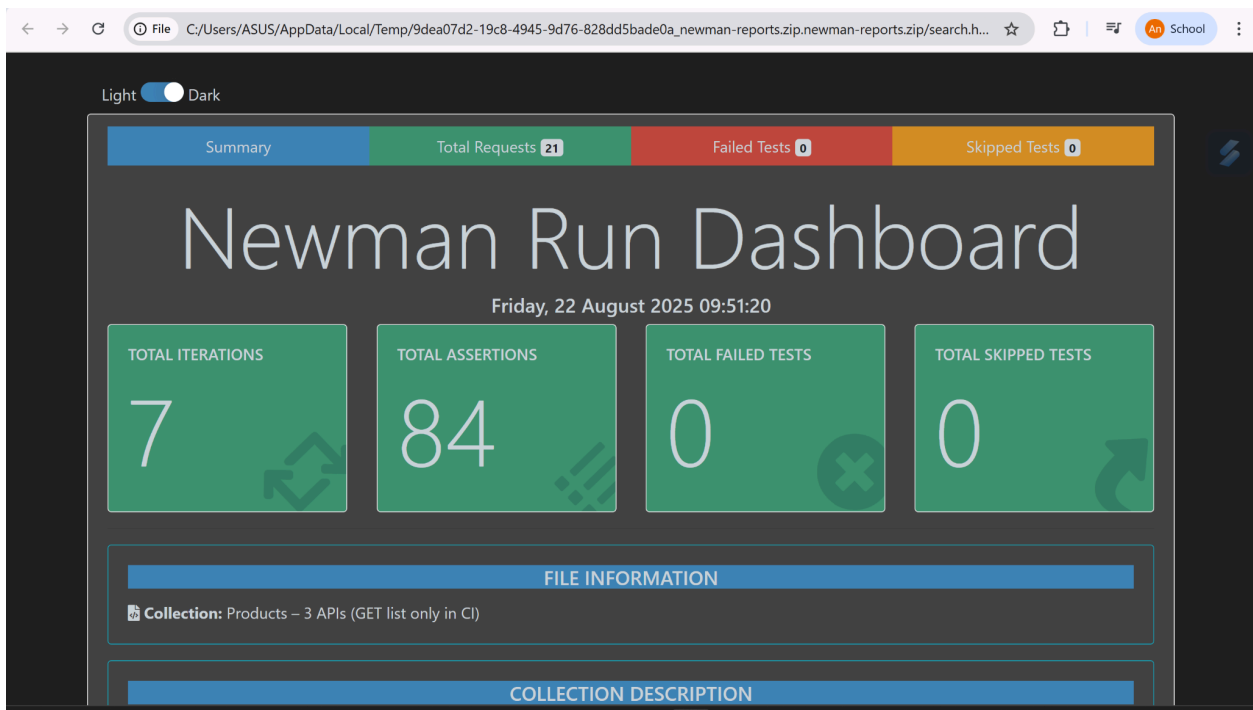 File C:/Users/ASUS/AppData/Local/Temp/9dea07d2-19c8-4945-9d76-828dd5bade0a_newman-reports.zip.newman-reports.zip/search.h... An School
Light Dark
Summary Total Requests 21 Failed Tests 0 Skipped Tests 0
Newman Run Dashboard
Friday, 22 August 2025 09:51:20
TOTAL ITERATIONS TOTAL ASSERTIONS TOTAL FAILED TESTS TOTAL SKIPPED TESTS
7 84 0 0
FILE INFORMATION
Collection: Products – 3 APIs (GET list only in CI)
COLLECTION DESCRIPTION